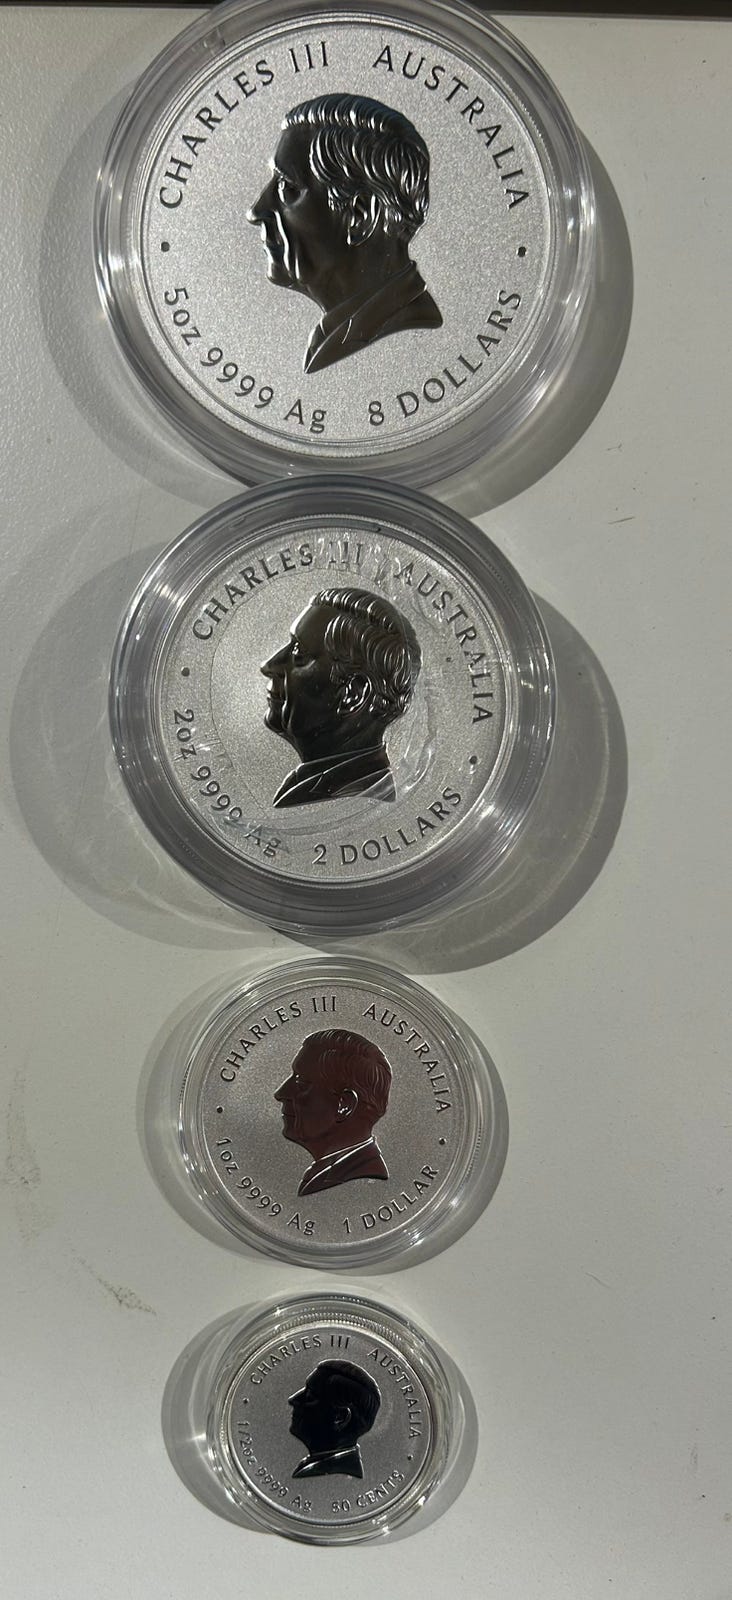 CHARLES III AUSTRALIA
5oz 9999 Ag 8 DOLLARS
CHARLES III AUSTRALIA
2oz 9999 Ag 2 DOLLARS
CHARLES III AUSTRALIA
1oz 9999 Ag 1 DOLLAR
CHARLES III AUSTRALIA
1/2oz 9999 Ag 50 CENTS